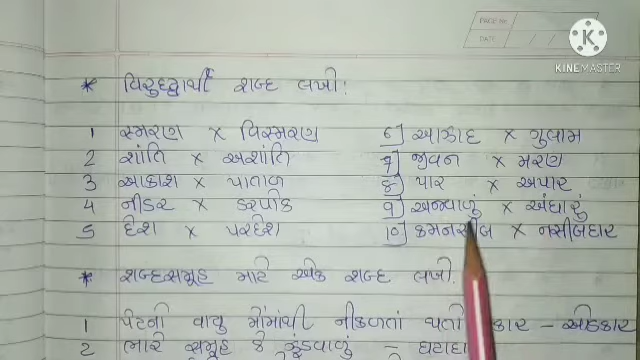 PAGE NO.
DATE
KINEMASTER
* વિરુદ્ધાર્થી શબ્દ લખો:
1 સ્મરણ × વિસ્મરણ
2 શાંતિ × અશાંતિ
3 આકાશ × પાતાળ
4 નીડર × ડરપોક
5 દેશ × પરદેશ
6) આઝાદ × ગુલામ
7) જીવન × મરણ
8) પાર × અપાર
9) અજવાળું × અંધારું
10) કમનસીબ × નસીબદાર
* શબ્દસમૂહ માટે એક શબ્દ લખો.
1 પેટની વાયુ મોંમાંથી નીકળતાં થતો કાર – ઓડકાર
2 ભારે સમૂહ કે ઝુંડવાળું – ઘટાદા